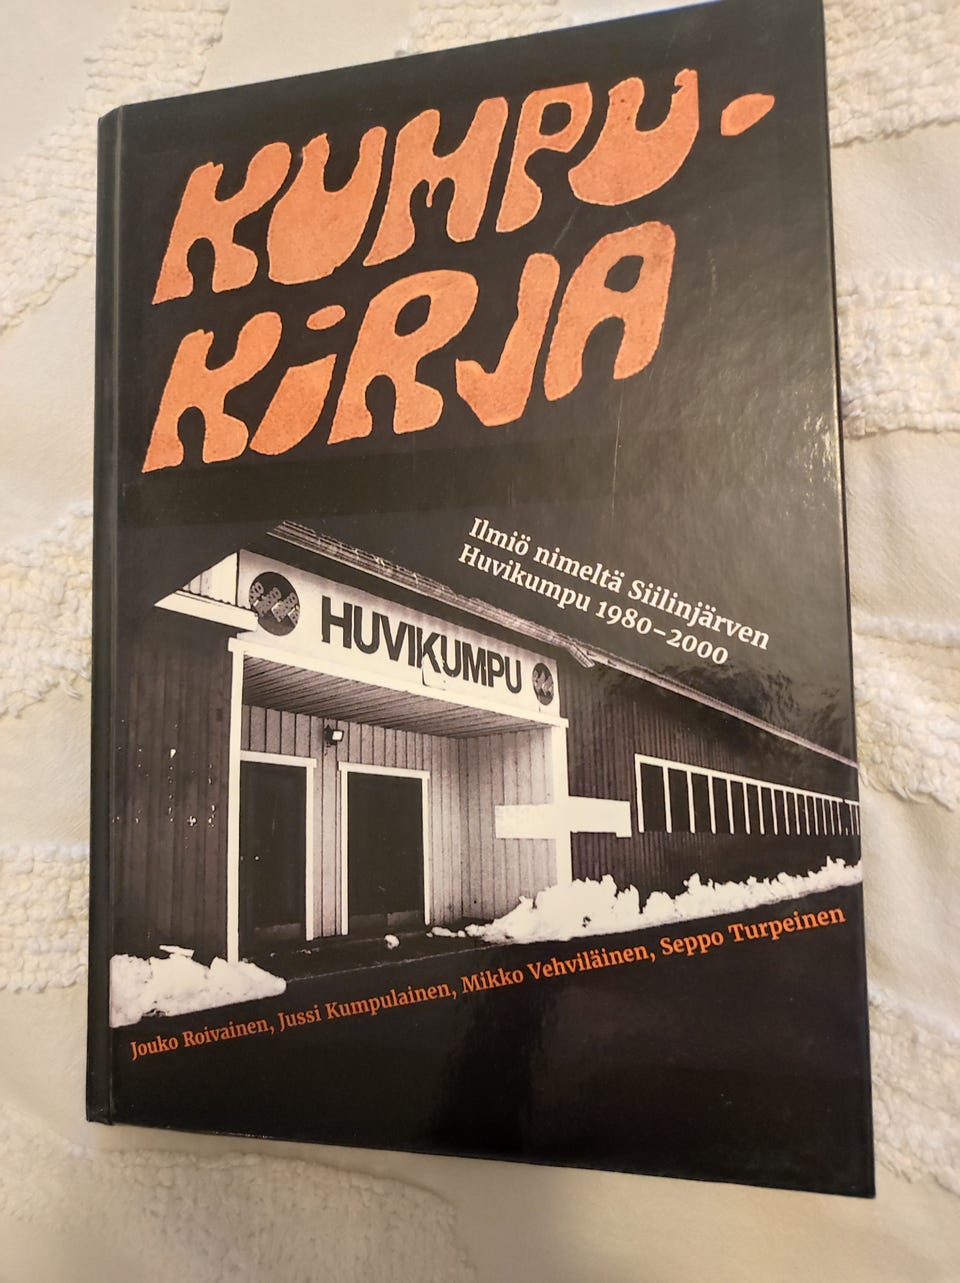 KUMPU-
KiRJA
Ilmiö nimeltä Siilinjärven
Huvikumpu 1980–2000
HUVIKUMPU
Jouko Roivainen, Jussi Kumpulainen, Mikko Vehviläinen, Seppo Turpeinen